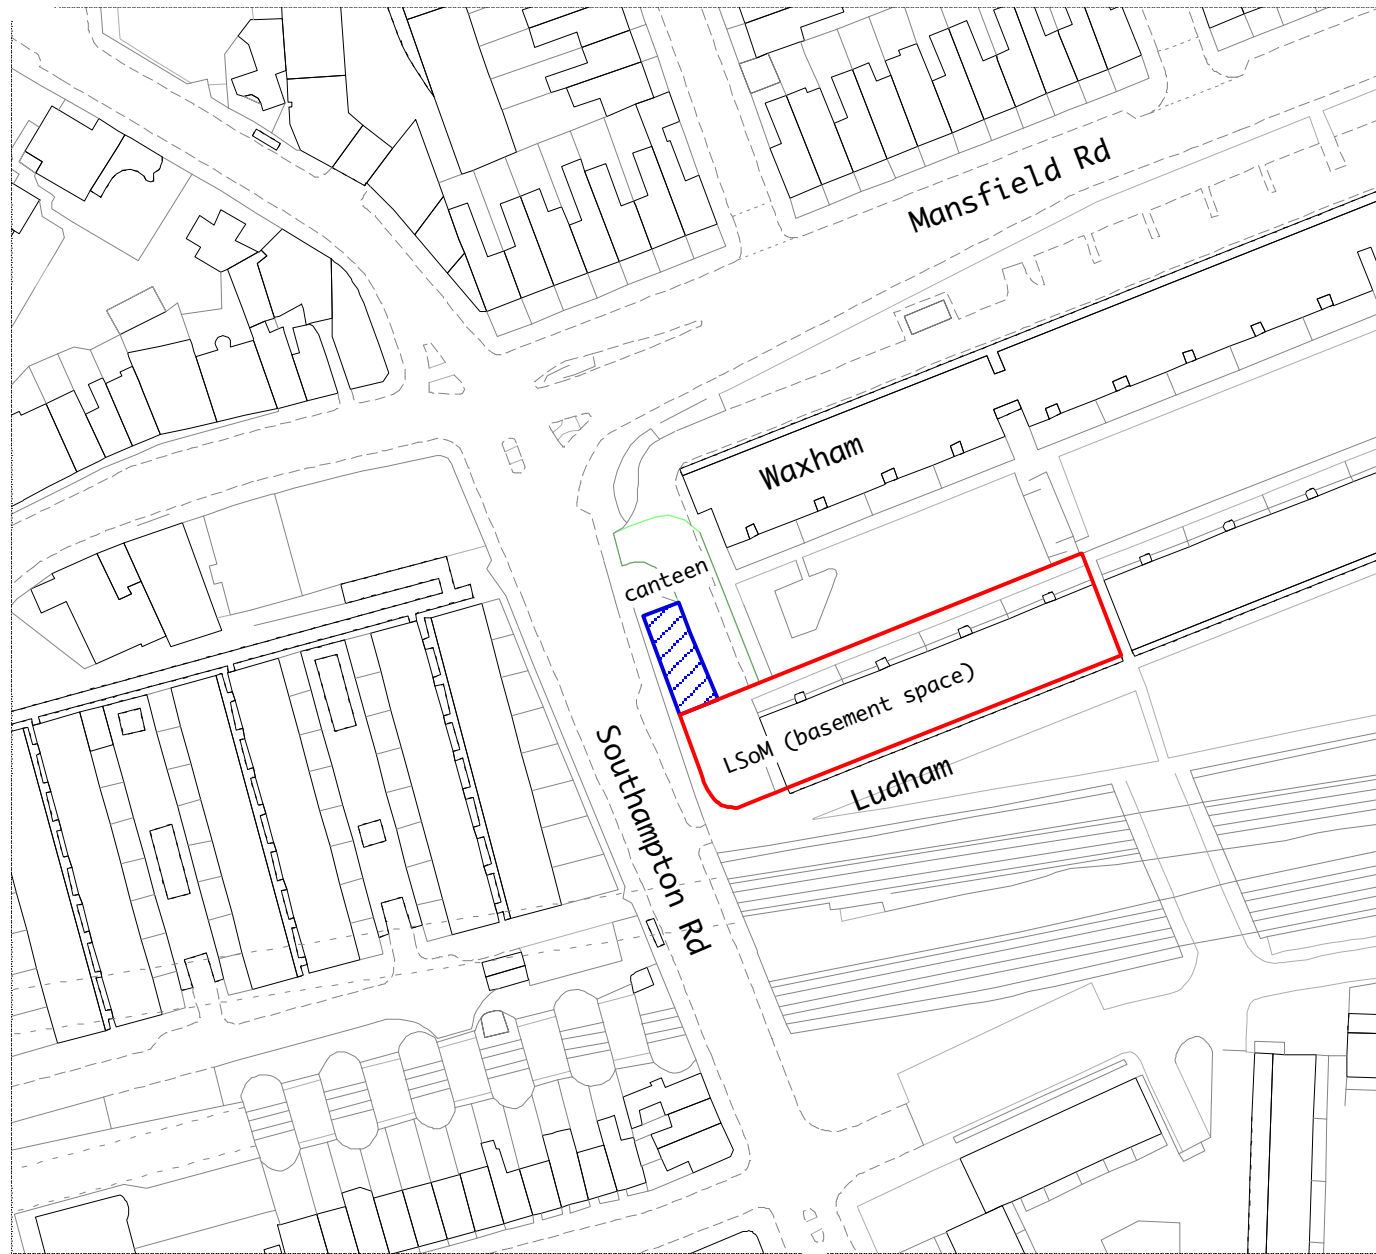 Mansfield Rd
Waxham
canteen
LSoM (basement space)
Ludham
Southampton Rd